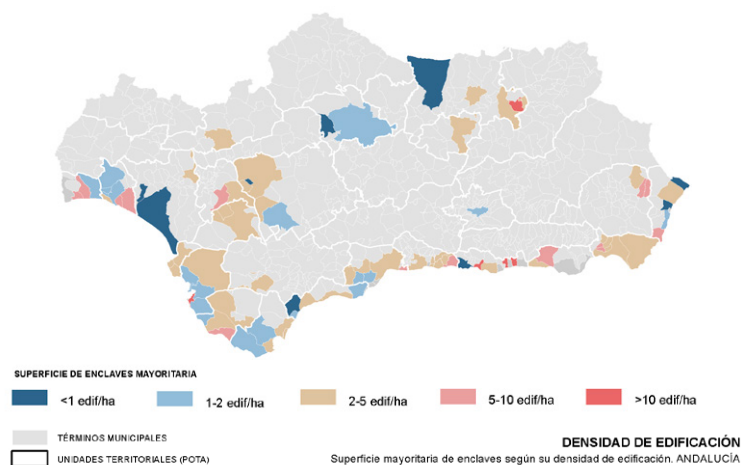 SUPERFICIE DE ENCLAVES MAYORITARIA
<1 edif/ha
1-2 edif/ha
2-5 edif/ha
5-10 edif/ha
>10 edif/ha
TÉRMINOS MUNICIPALES
UNIDADES TERRITORIALES (POTA)
DENSIDAD DE EDIFICACIÓN
Superficie mayoritaria de enclaves según su densidad de edificación. ANDALUCÍA